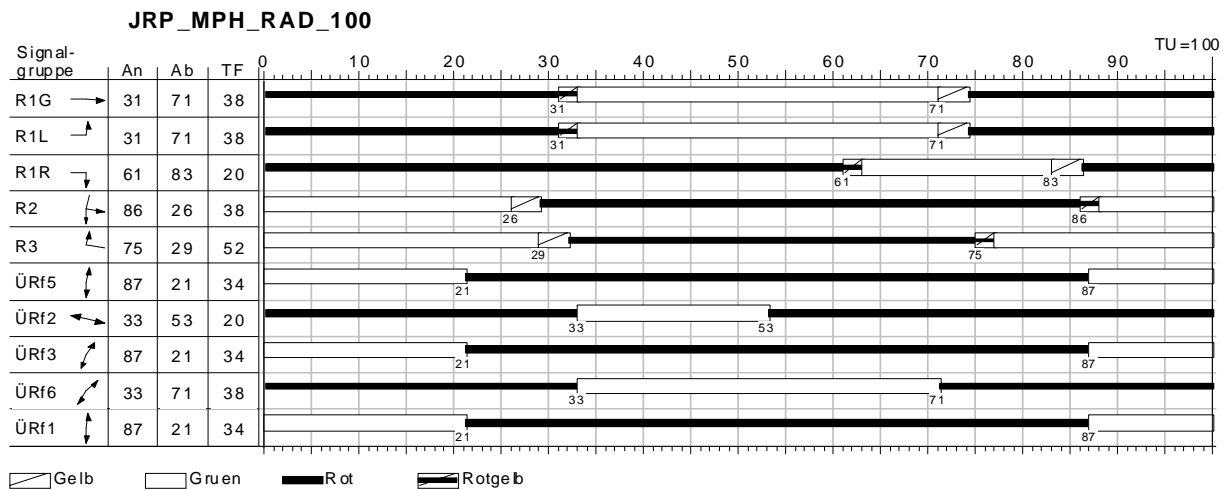 JRP_MPH_RAD_100
TU=100
Signal-
gruppe An Ab TF 0 10 20 30 40 50 60 70 80 90
R1G 31 71 38
31 71
R1L 31 71 38
31 71
R1R 61 83 20
61 83
R2 86 26 38
26 86
R3 75 29 52
29 75
ÜRf5 87 21 34
21 87
ÜRf2 33 53 20
33 53
ÜRf3 87 21 34
21 87
ÜRf6 33 71 38
33 71
ÜRf1 87 21 34
21 87
Gelb Gruen Rot Rotgelb